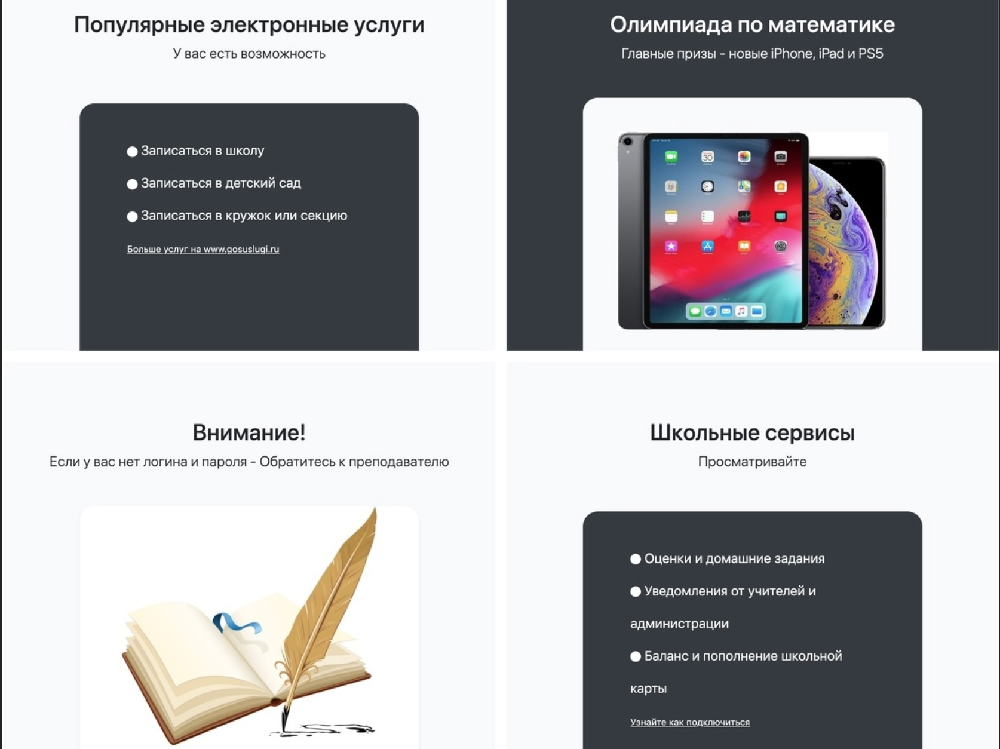 Популярные электронные услуги
У вас есть возможность
Записаться в школу
Записаться в детский сад
Записаться в кружок или секцию
Больше услуг на www.gosuslugi.ru
Олимпиада по математике
Главные призы - новые iPhone, iPad и PS5
30
Внимание!
Если у вас нет логина и пароля - Обратитесь к преподавателю
Школьные сервисы
Просматривайте
Оценки и домашние задания
Уведомления от учителей и
администрации
Баланс и пополнение школьной
карты
Узнайте как подключиться